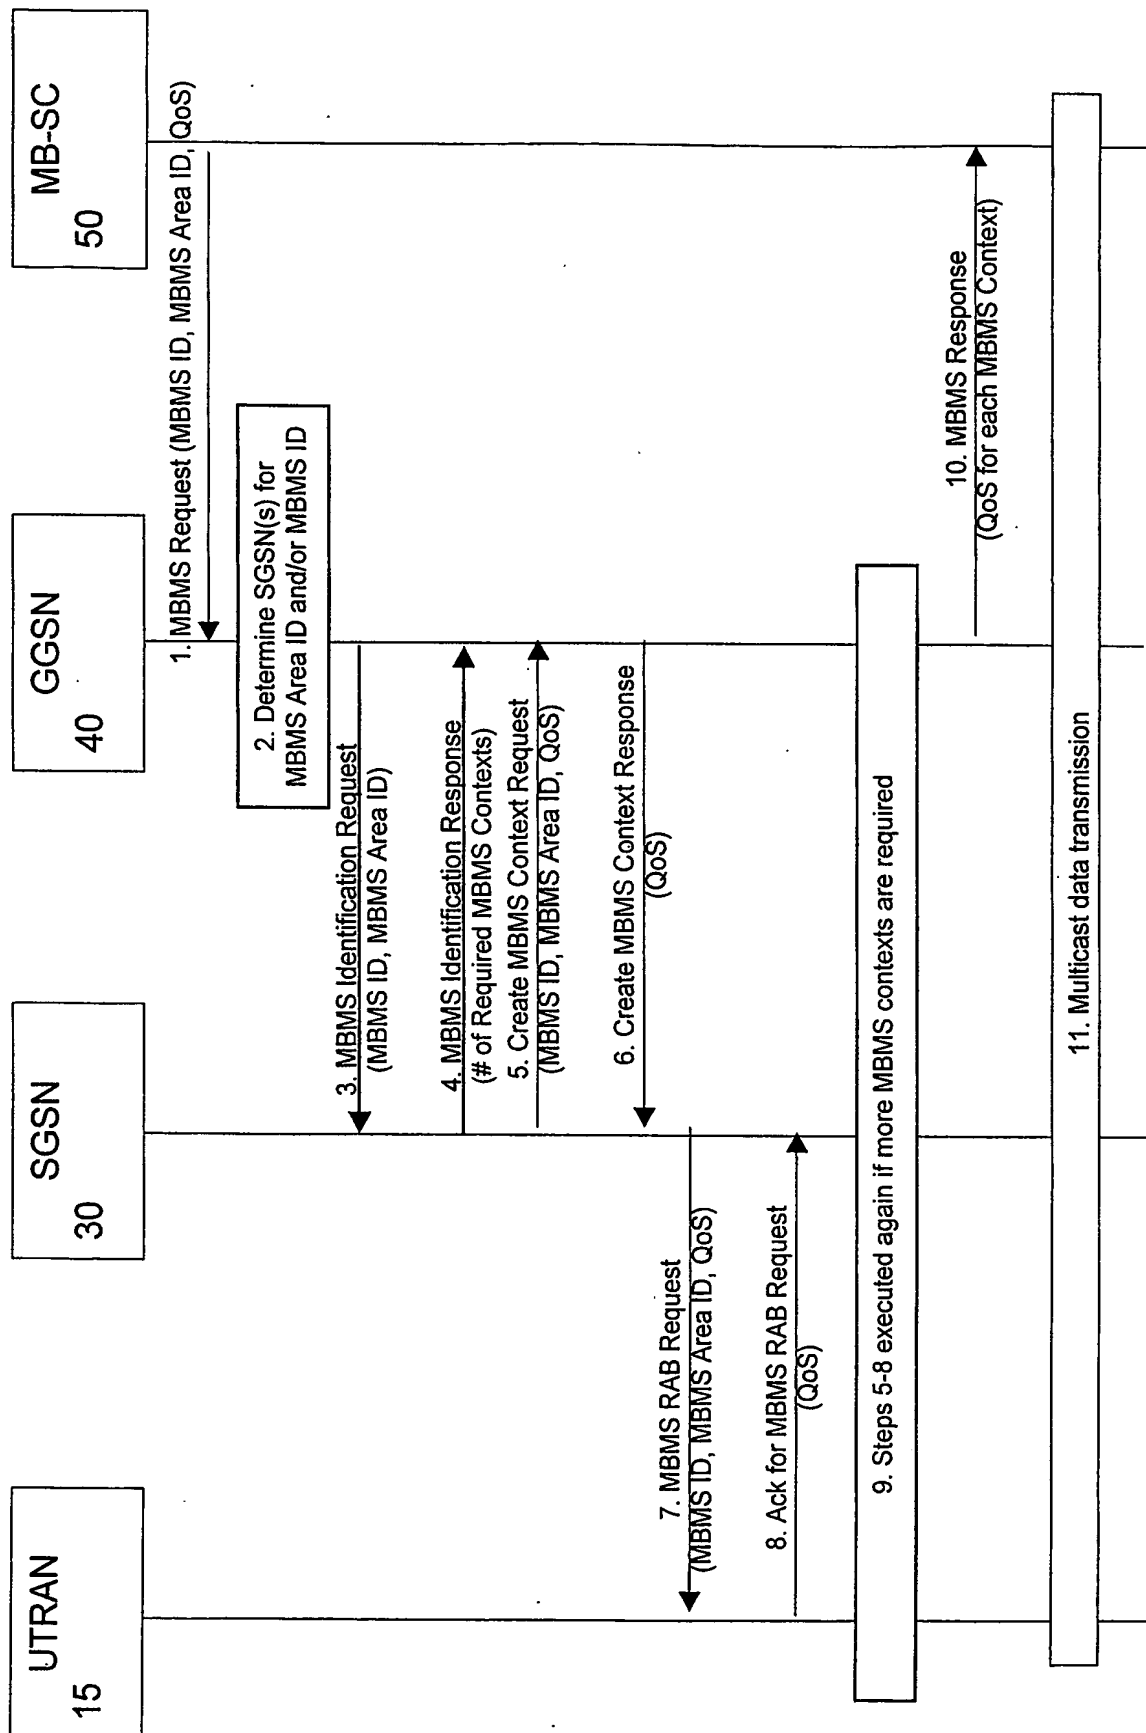 UTRAN
15
SGSN
30
GGSN
40
MB-SC
50
1. MBMS Request (MBMS ID, MBMS Area ID, QoS)
2. Determine SGSN(s) for
MBMS Area ID and/or MBMS ID
3. MBMS Identification Request
(MBMS ID, MBMS Area ID)
4. MBMS Identification Response
(# of Required MBMS Contexts)
5. Create MBMS Context Request
(MBMS ID, MBMS Area ID, QoS)
6. Create MBMS Context Response
(QoS)
7. MBMS RAB Request
(MBMS ID, MBMS Area ID, QoS)
8. Ack for MBMS RAB Request
(QoS)
9. Steps 5-8 executed again if more MBMS contexts are required
10. MBMS Response
(QoS for each MBMS Context)
11. Multicast data transmission